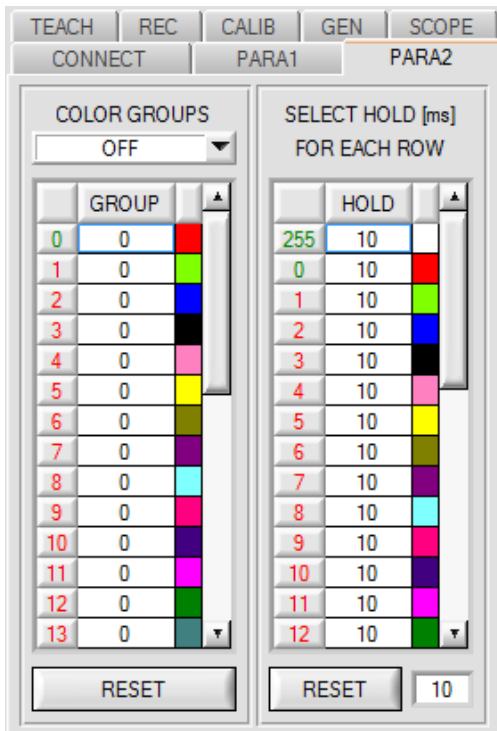 TEACH REC CALIB GEN SCOPE
CONNECT PARA1 PARA2
COLOR GROUPS
OFF
GROUP
0 0
1 0
2 0
3 0
4 0
5 0
6 0
7 0
8 0
9 0
10 0
11 0
12 0
13 0
RESET
SELECT HOLD [ms]
FOR EACH ROW
HOLD
255 10
0 10
1 10
2 10
3 10
4 10
5 10
6 10
7 10
8 10
9 10
10 10
11 10
12 10
RESET 10